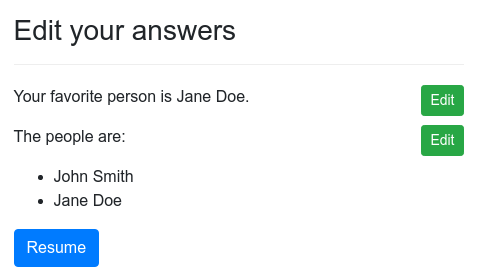 Edit your answers
Your favorite person is Jane Doe. Edit
The people are: Edit
John Smith
Jane Doe
Resume